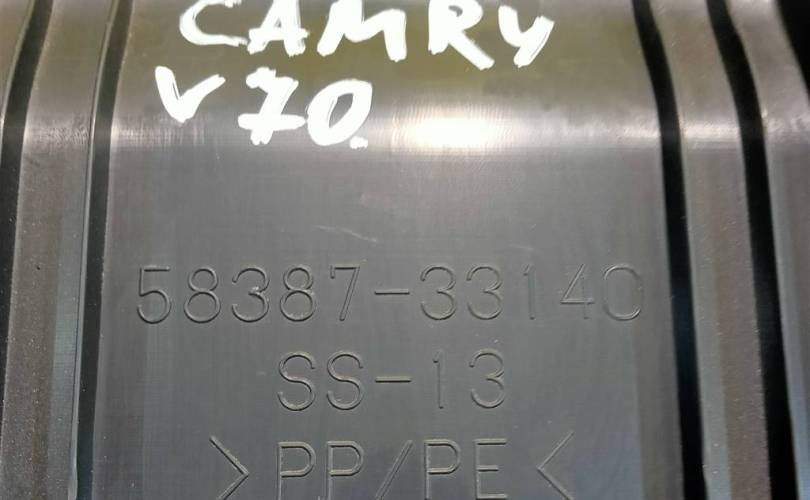 CAMRY
V70.
58387-33140
SS-13
>PP/PE<